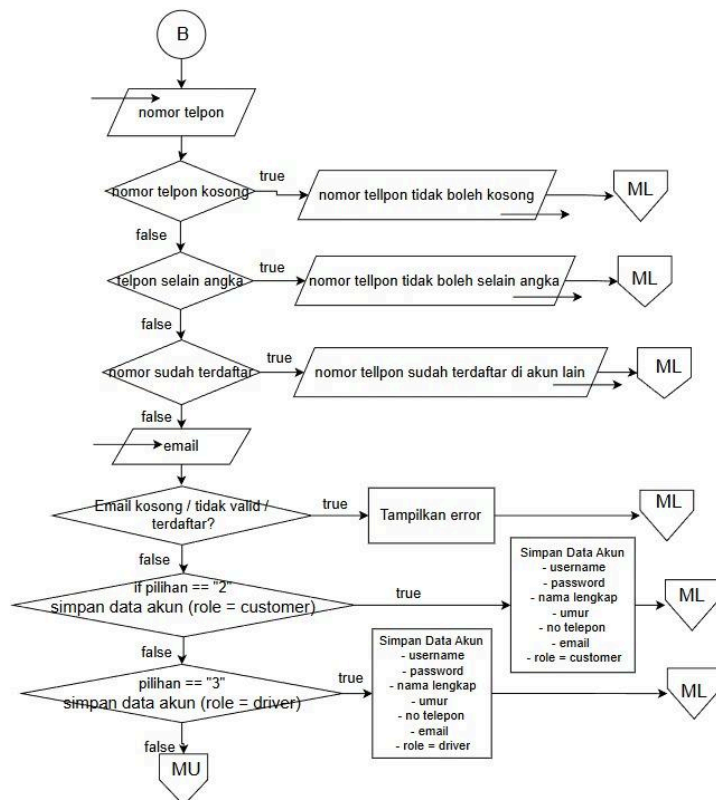 B
nomor telpon
nomor telpon kosong
true
nomor tellpon tidak boleh kosong
ML
false
telpon selain angka
true
nomor tellpon tidak boleh selain angka
ML
false
nomor sudah terdaftar
true
nomor tellpon sudah terdaftar di akun lain
ML
false
email
Email kosong / tidak valid /
terdaftar?
true
Tampilkan error
ML
false
if pilihan == "2"
simpan data akun (role = customer)
true
Simpan Data Akun
- username
- password
- nama lengkap
- umur
- no telepon
- email
- role = customer
ML
false
pilihan == "3"
simpan data akun (role = driver)
true
Simpan Data Akun
- username
- password
- nama lengkap
- umur
- no telepon
- email
- role = driver
ML
false
MU